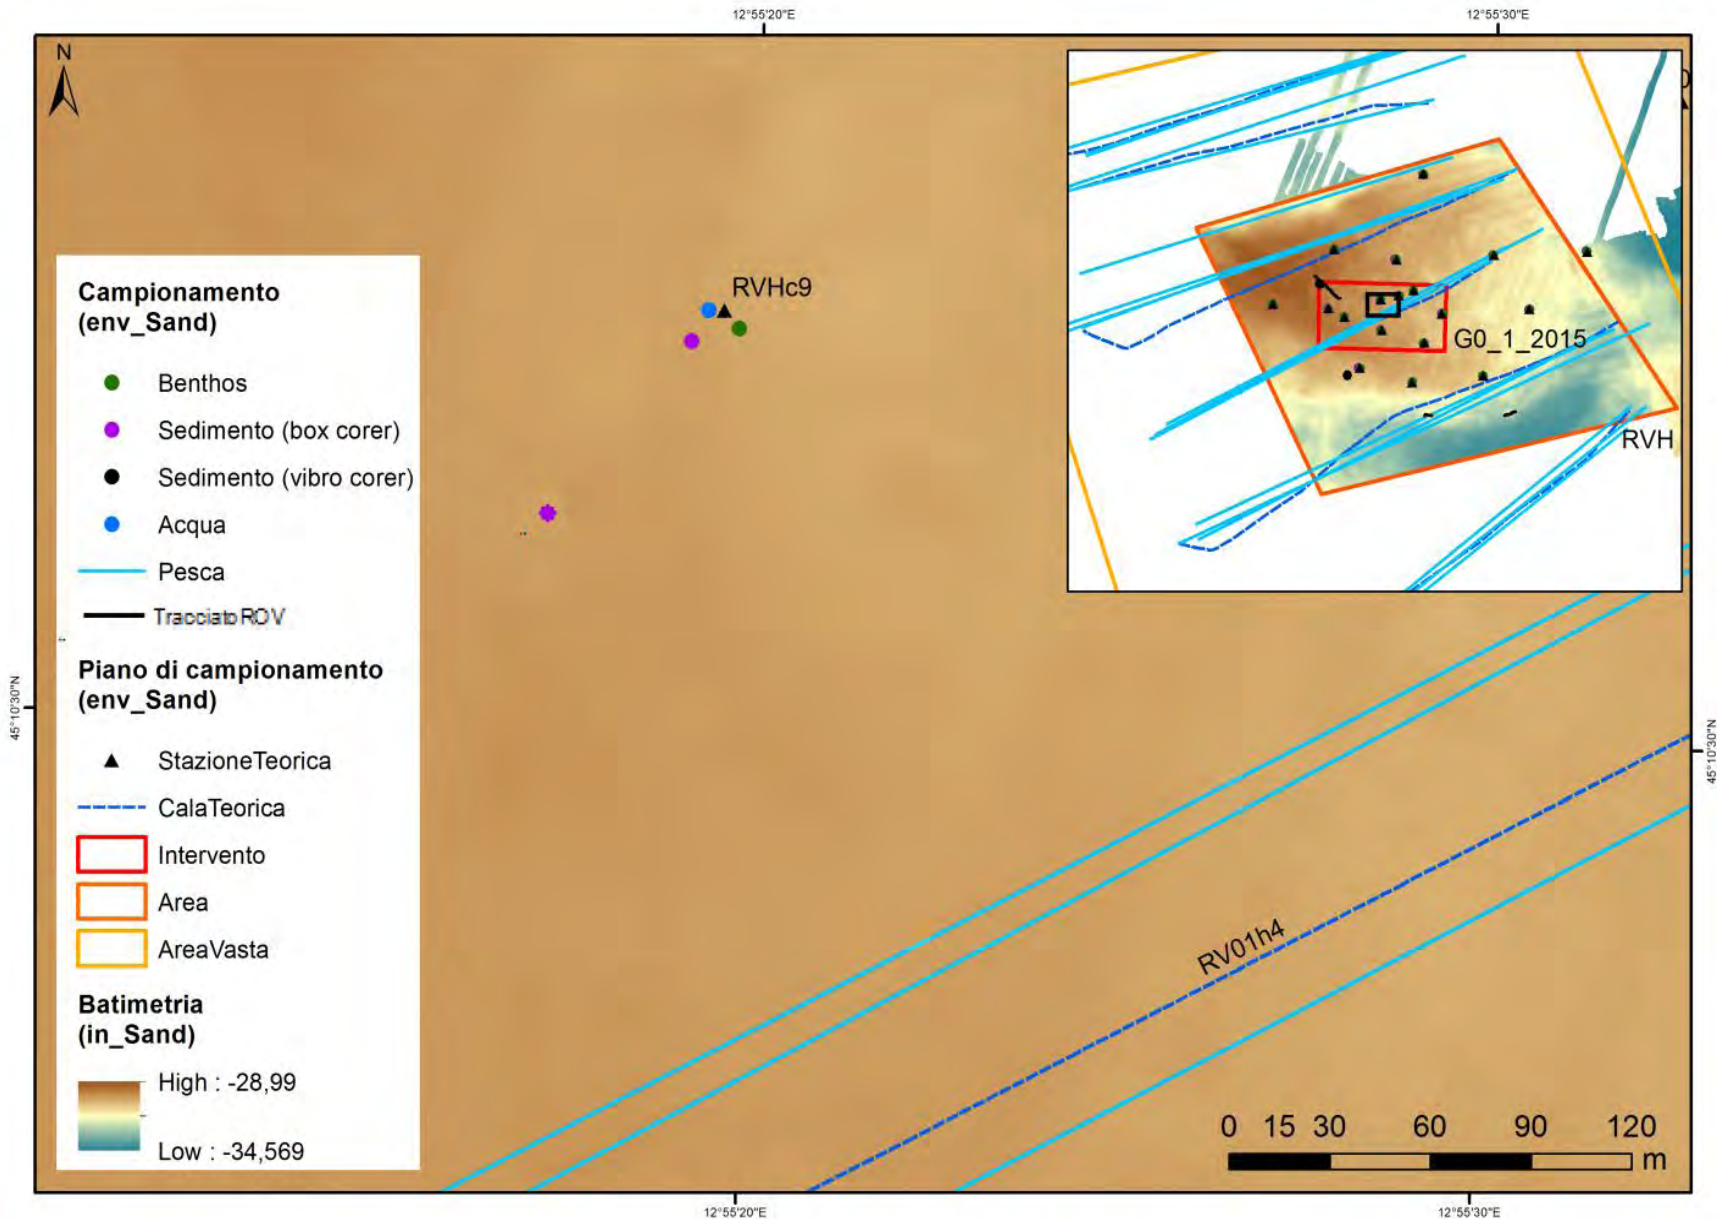 12°55'20"E
12°55'30"E
N
RVHc9
G0_1_2015
RVH
Campionamento
(env_Sand)
Benthos
Sedimento (box corer)
Sedimento (vibro corer)
Acqua
Pesca
Tracciato ROV
Piano di campionamento
(env_Sand)
StazioneTeorica
CalaTeorica
Intervento
Area
AreaVasta
Batimetria
(in_Sand)
High : -28,99
Low : -34,569
45°10'30"N
45°10'30"N
RV01h4
0 15 30 60 90 120
m
12°55'20"E
12°55'30"E